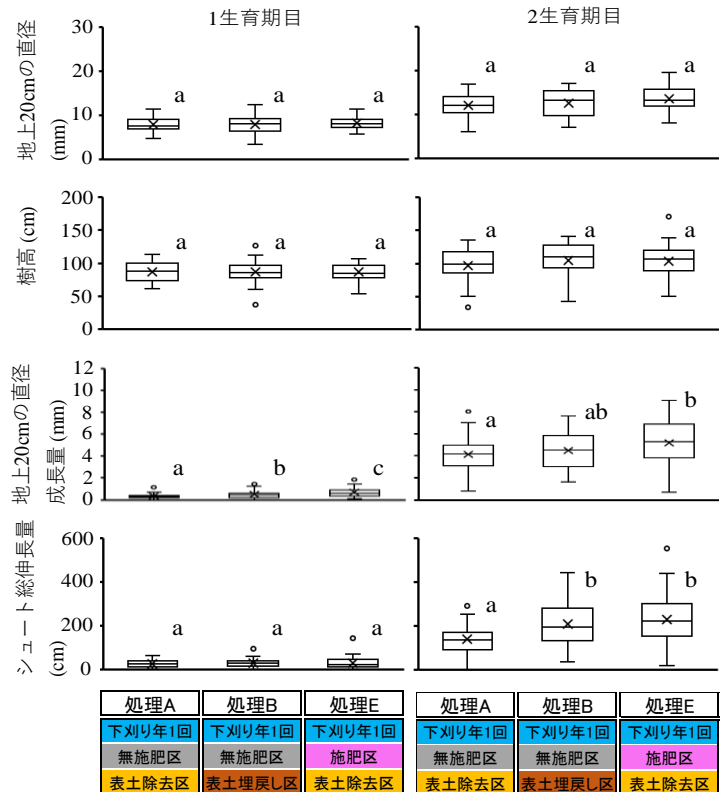 1生育期目
2生育期目
地上20cmの直径
(mm)
30
20
10
0
a
a
a
a
a
a
樹高 (cm)
200
150
100
50
0
a
a
a
a
a
a
地上20cmの直径
成長量 (mm)
12
10
8
6
4
2
0
a
b
c
a
ab
b
シュート総伸長量
(cm)
600
400
200
0
a
a
a
a
b
b
処理A 処理B 処理E 処理A 処理B 処理E
下刈り年1回 下刈り年1回 下刈り年1回 下刈り年1回 下刈り年1回 下刈り年1回
無施肥区 無施肥区 施肥区 無施肥区 無施肥区 施肥区
表土除去区 表土埋戻し区 表土除去区 表土除去区 表土埋戻し区 表土除去区